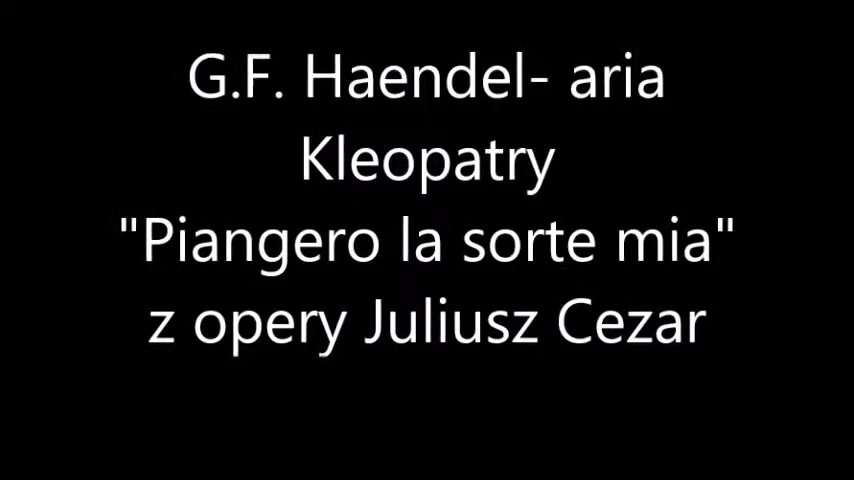 G.F. Haendel- aria
Kleopatry
"Piangero la sorte mia"
z opery Juliusz Cezar